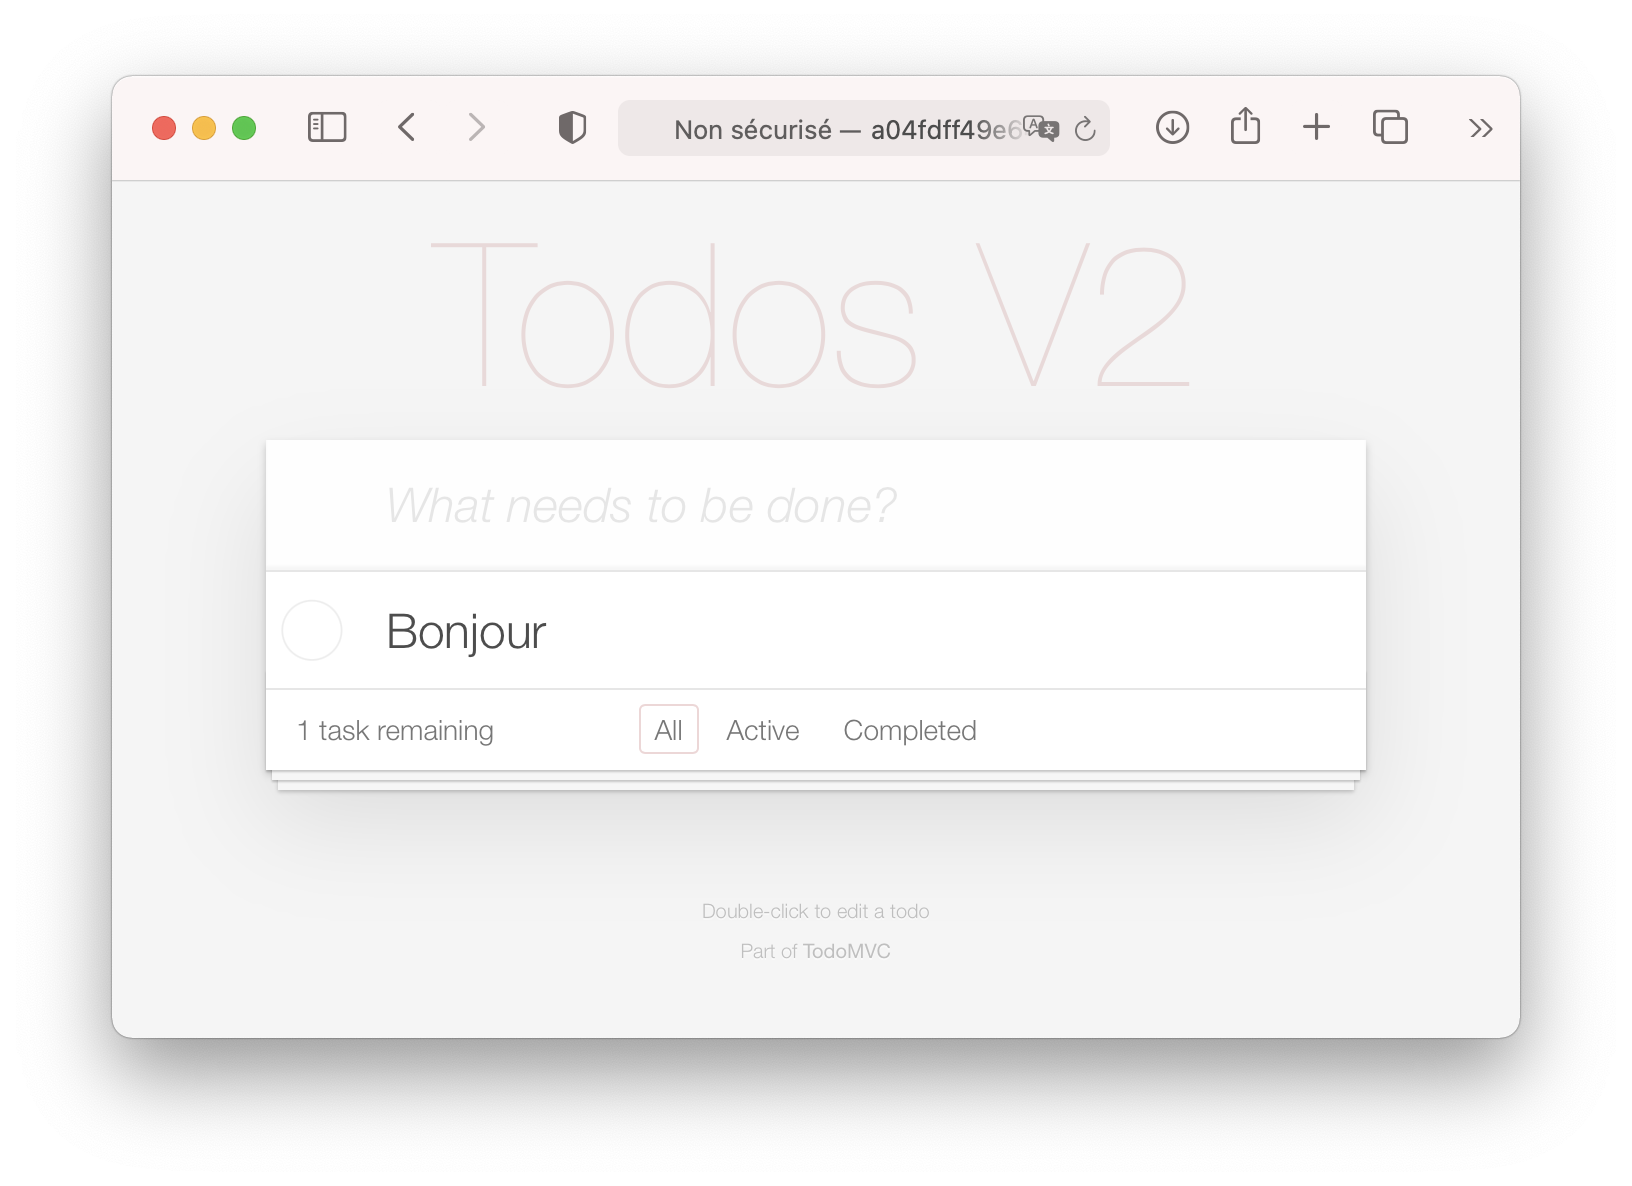 Non sécurisé — a04fdff49e6
Todos V2
What needs to be done?
Bonjour
1 task remaining All Active Completed
Double-click to edit a todo
Part of TodoMVC